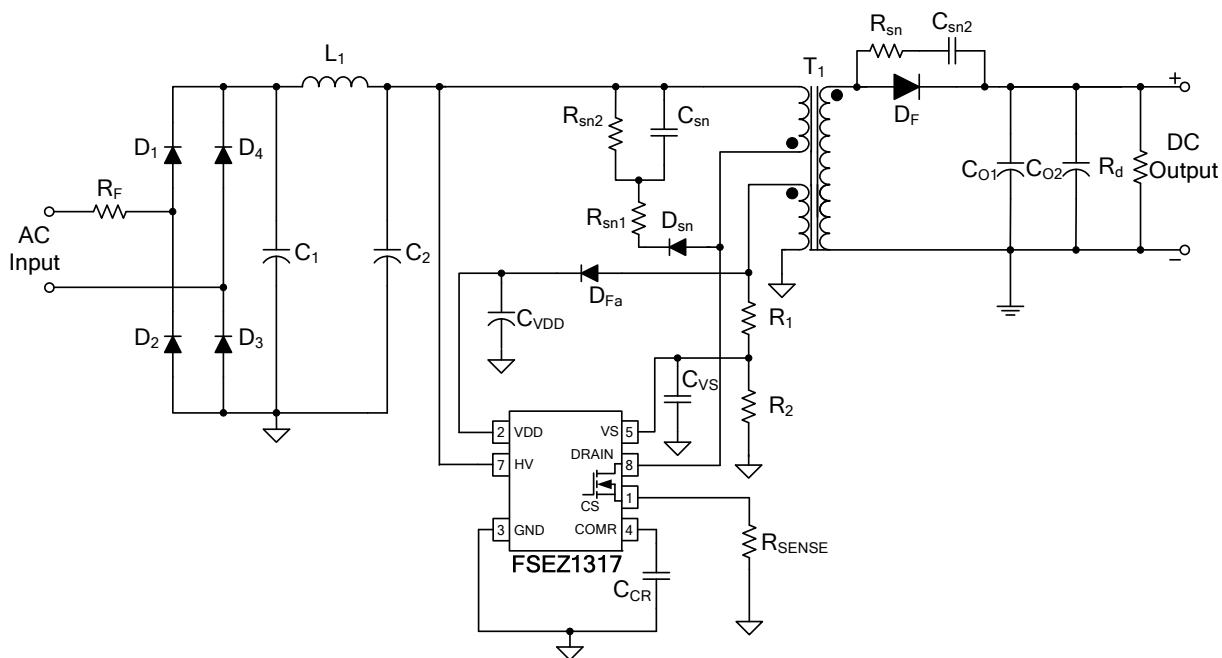 Rsn
Csn2
L1
T1
DF
+
Rsn2
Csn
D1
D4
DC
Output
CO1
CO2
Rd
RF
Rsn1
Dsn
AC
Input
C1
C2
–
DFa
R1
CVDD
D2
D3
CVS
R2
2
VDD
VS
5
7
HV
DRAIN
8
CS
1
3
GND
COMR
4
RSENSE
FSEZ1317
CCR